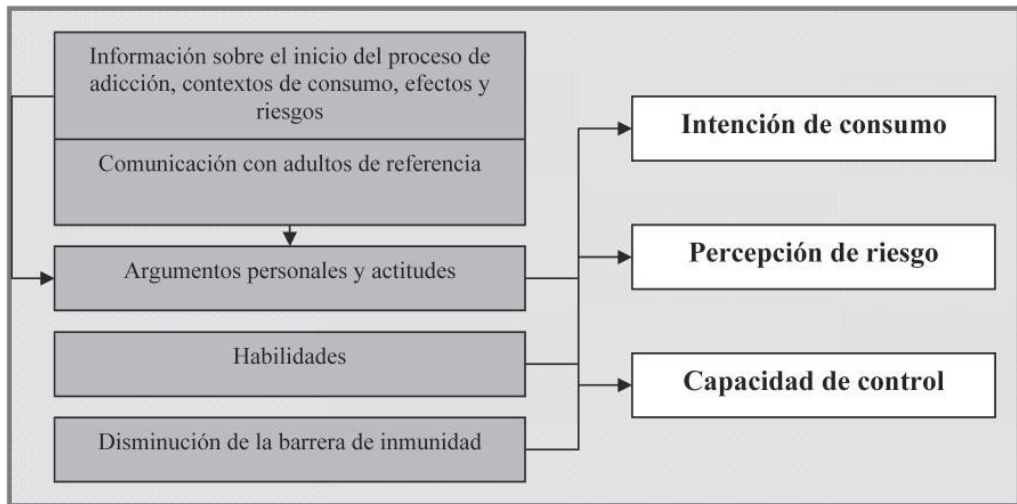 Información sobre el inicio del proceso de
adicción, contextos de consumo, efectos y
riesgos
Comunicación con adultos de referencia
Argumentos personales y actitudes
Habilidades
Disminución de la barrera de inmunidad
Intención de consumo
Percepción de riesgo
Capacidad de control